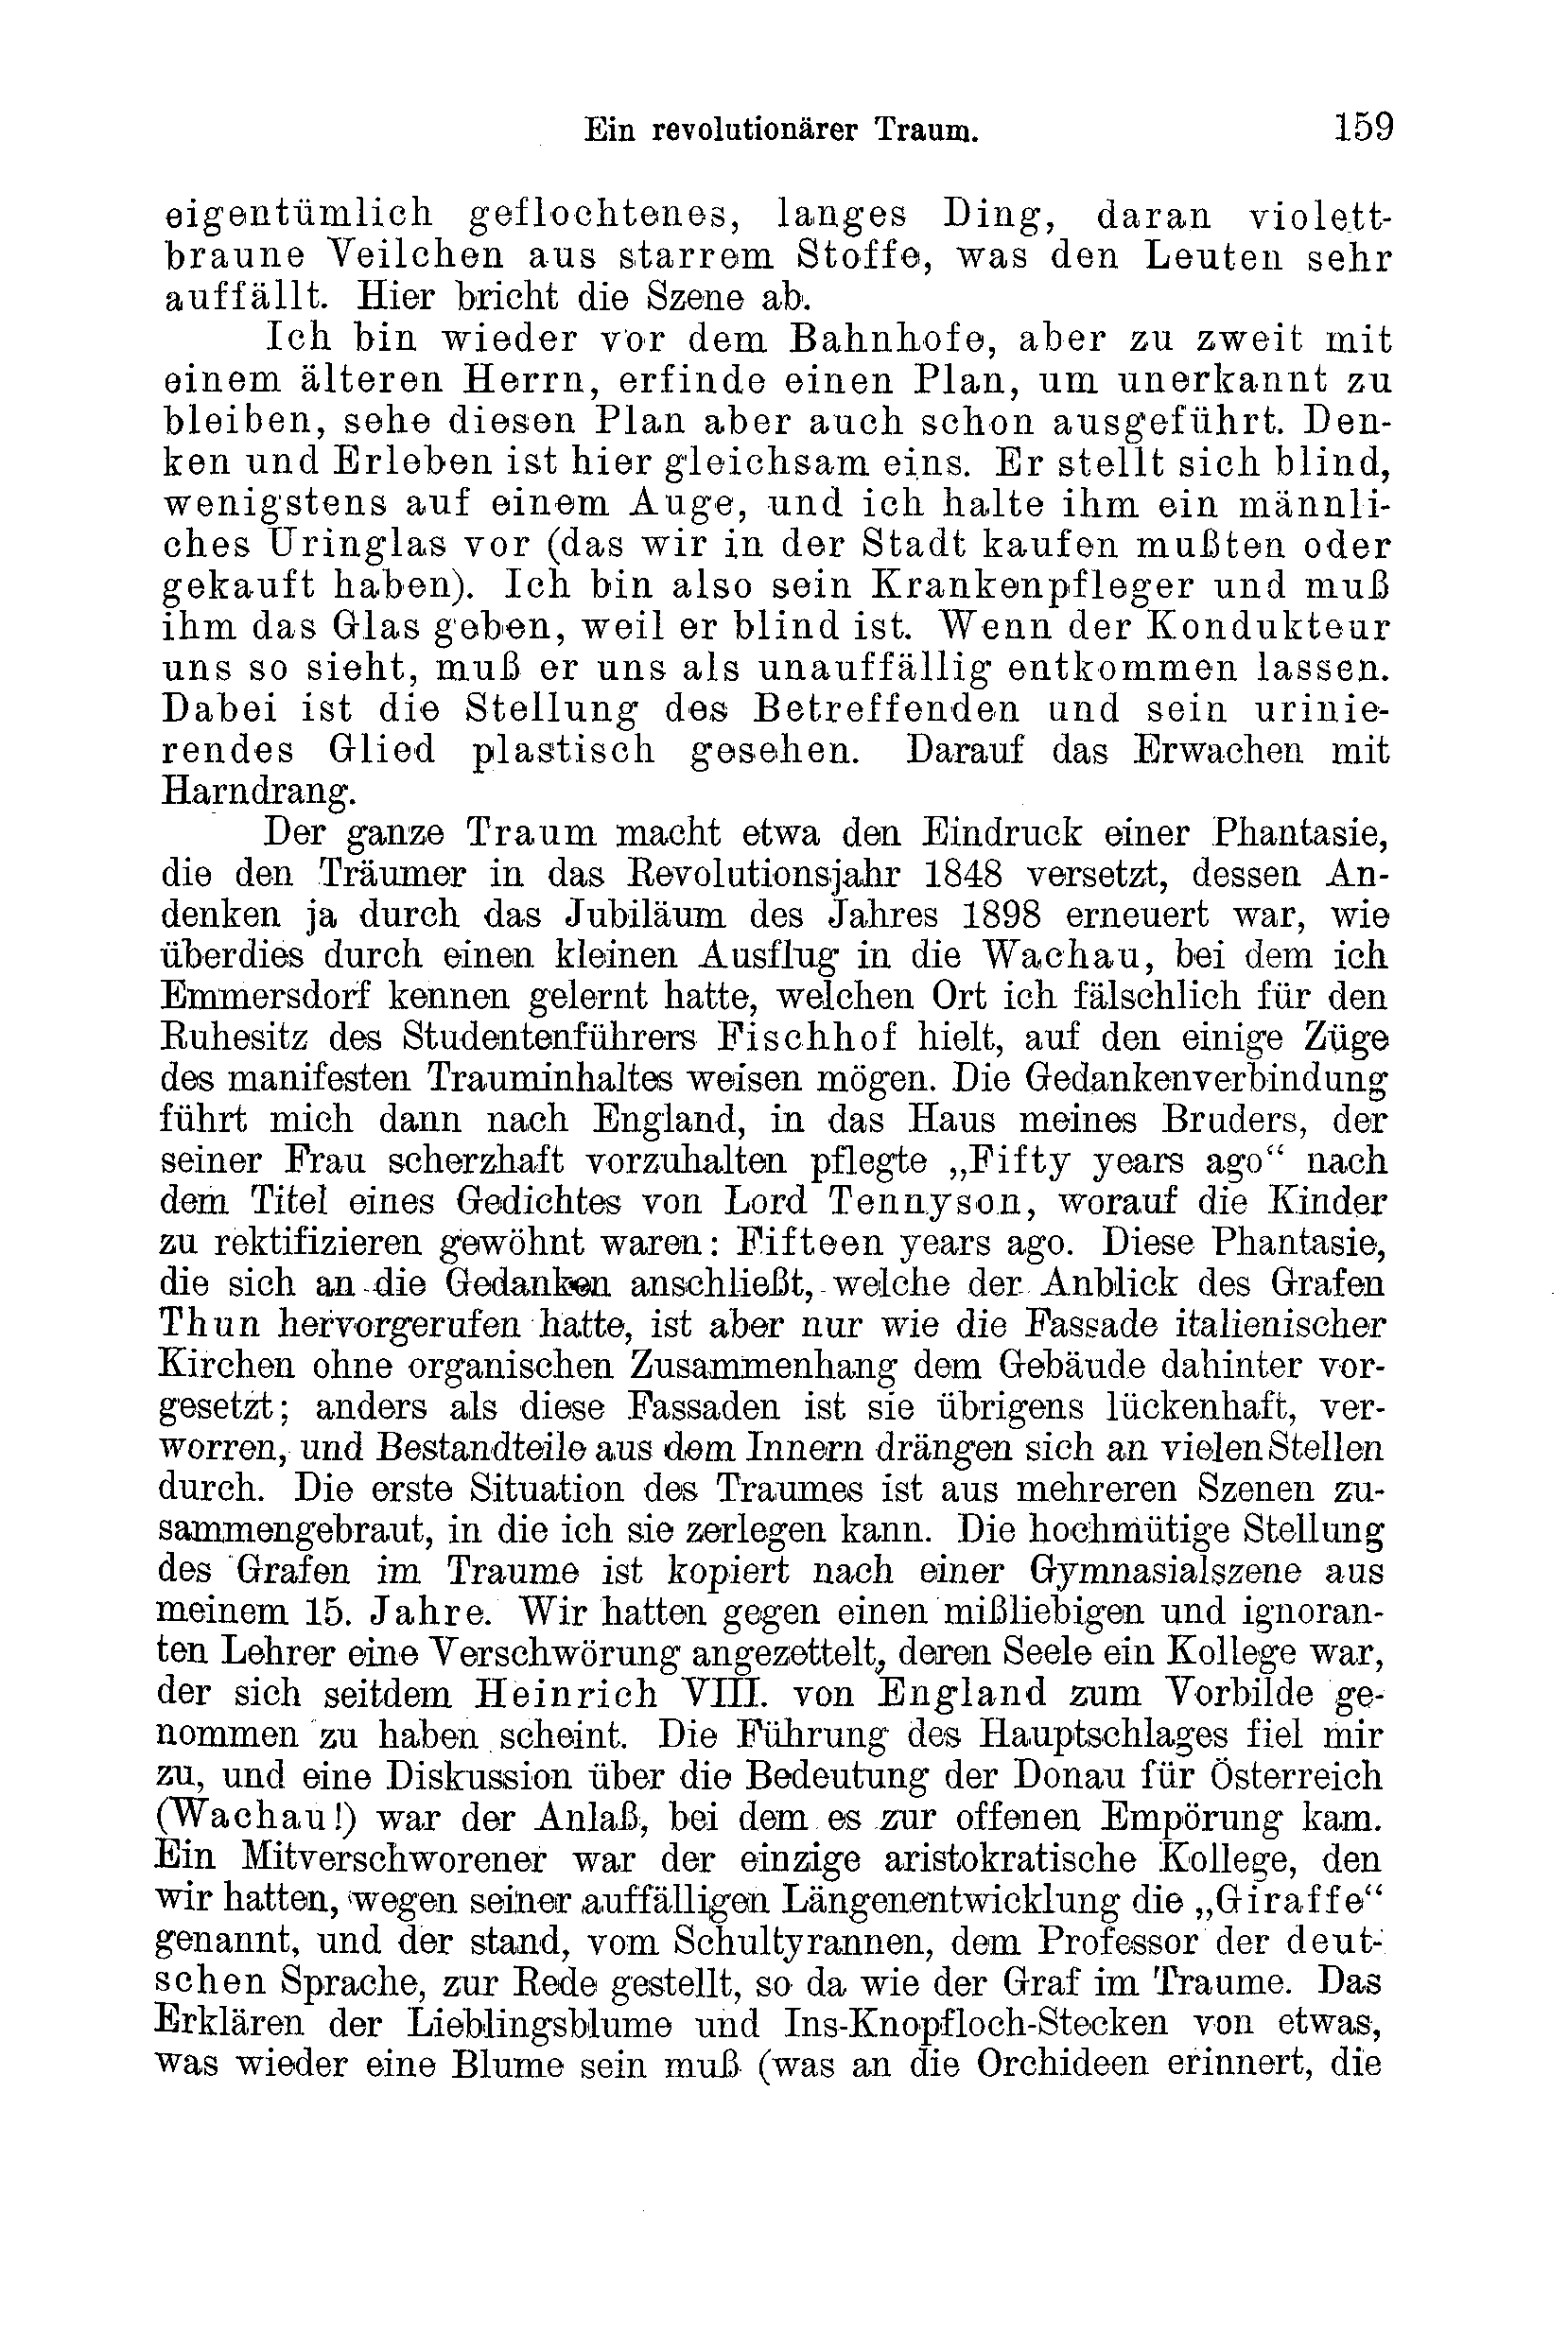 Ein revolutionärer Traum. 159
eigentümlich geflochtenes, langes Ding, daran violett-
braune Veilchen aus starrem Stoffe, was den Leuten sehr
auffällt. Hier bricht die Szene ab.
Ich bin wieder vor dem Bahnhofe, aber zu zweit mit
einem älteren Herrn, erfinde einen Plan, um unerkannt zu
bleiben, sehe diesen Plan aber auch schon ausgeführt. Den-
ken und Erleben ist hier gleichsam eins. Er stellt sich blind,
wenigstens auf einem Auge, und ich halte ihm ein männli-
ches Uringlas vor (das wir in der Stadt kaufen mußten oder
gekauft haben). Ich bin also sein Krankenpfleger und muß
ihm das Glas geben, weil er blind ist. Wenn der Kondukteur
uns so sieht, muß er uns als unauffällig entkommen lassen.
Dabei ist die Stellung des Betreffenden und sein urinie-
rendes Glied plastisch gesehen. Darauf das Erwachen mit
Harndrang.
Der ganze Traum macht etwa den Eindruck einer Phantasie,
die den Träumer in das Revolutionsjahr 1848 versetzt, dessen An-
denken ja durch das Jubiläum des Jahres 1898 erneuert war, wie
überdies durch einen kleinen Ausflug in die Wachau, bei dem ich
Emmersdorf kennen gelernt hatte, welchen Ort ich fälschlich für den
Ruhesitz des Studentenführers Fischhof hielt, auf den einige Züge
des manifesten Trauminhaltes weisen mögen. Die Gedankenverbindung
führt mich dann nach England, in das Haus meines Bruders, der
seiner Frau scherzhaft vorzuhalten pflegte „Fifty years ago“ nach
dem Titel eines Gedichtes von Lord Tennyson, worauf die Kinder
zu rektifizieren gewöhnt waren: Fifteen years ago. Diese Phantasie,
die sich an die Gedanken anschließt, welche der Anblick des Grafen
Thun hervorgerufen hatte, ist aber nur wie die Fassade italienischer
Kirchen ohne organischen Zusammenhang dem Gebäude dahinter vor-
gesetzt; anders als diese Fassaden ist sie übrigens lückenhaft, ver-
worren, und Bestandteile aus dem Innern drängen sich an vielen Stellen
durch. Die erste Situation des Traumes ist aus mehreren Szenen zu-
sammengebraut, in die ich sie zerlegen kann. Die hochmütige Stellung
des Grafen im Traume ist kopiert nach einer Gymnasialszene aus
meinem 15. Jahre. Wir hatten gegen einen mißliebigen und ignoran-
ten Lehrer eine Verschwörung angezettelt, deren Seele ein Kollege war,
der sich seitdem Heinrich VIII. von England zum Vorbilde ge-
nommen zu haben scheint. Die Führung des Hauptschlages fiel mir
zu, und eine Diskussion über die Bedeutung der Donau für Österreich
(Wachau!) war der Anlaß, bei dem es zur offenen Empörung kam.
Ein Mitverschworener war der einzige aristokratische Kollege, den
wir hatten, wegen seiner auffälligen Längenentwicklung die „Giraffe“
genannt, und der stand, vom Schultyrannen, dem Professor der deut-
schen Sprache, zur Rede gestellt, so da wie der Graf im Traume. Das
Erklären der Lieblingsblume und Ins-Knopfloch-Stecken von etwas,
was wieder eine Blume sein muß (was an die Orchideen erinnert, die